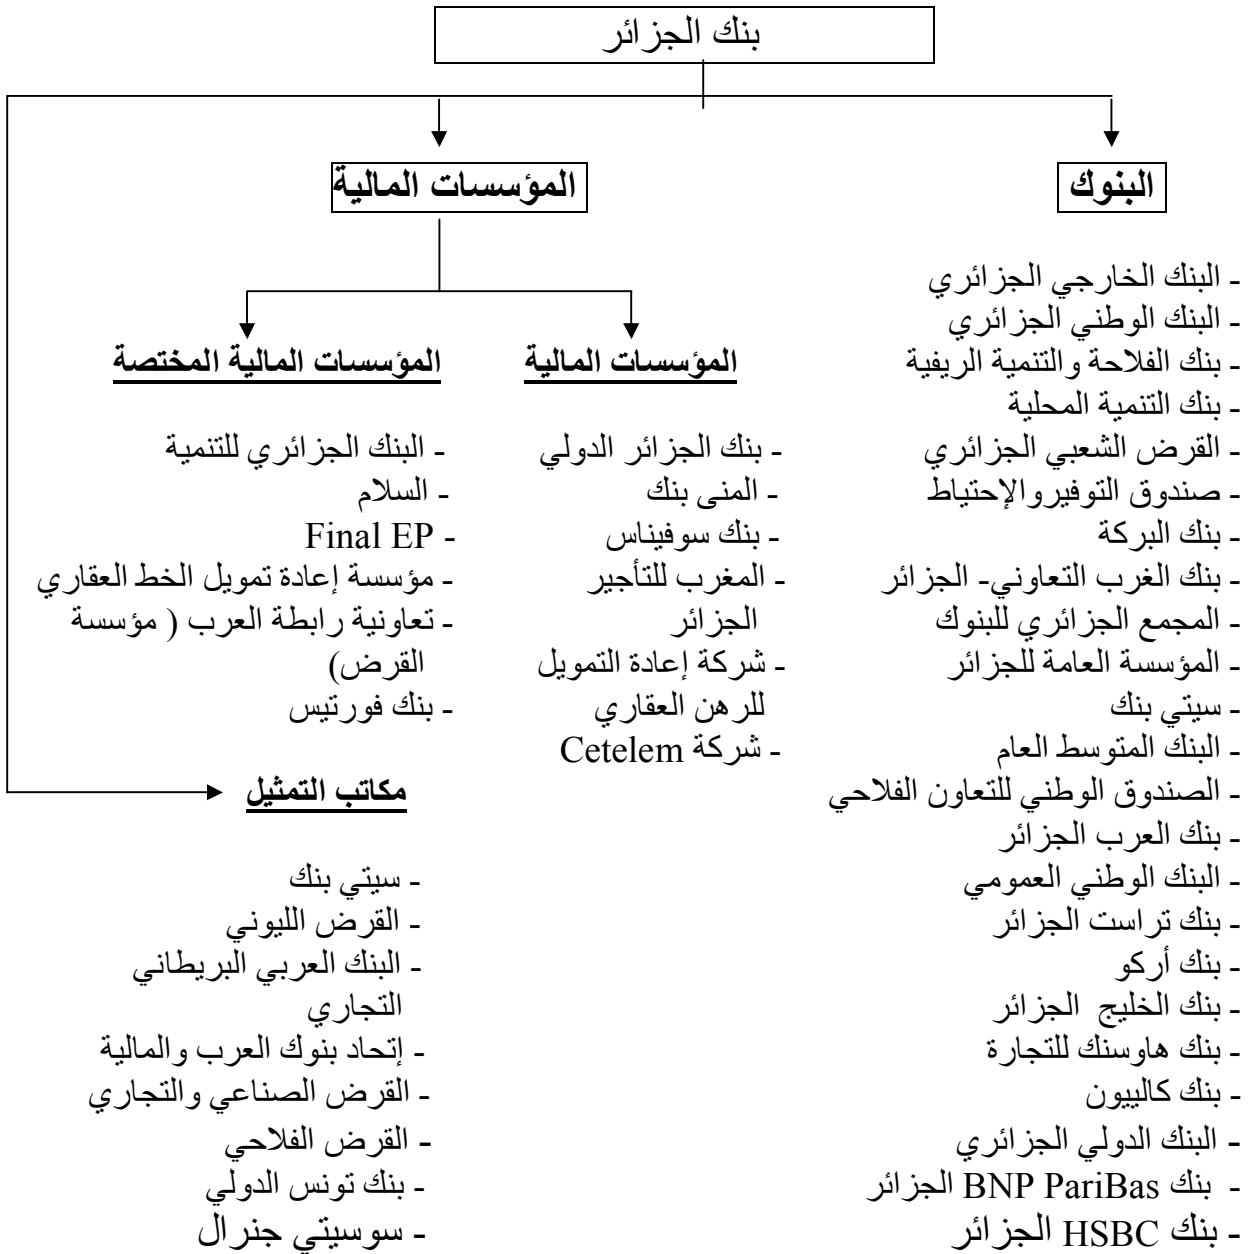 بنك الجزائر
البنوك
- البنك الخارجي الجزائري
- البنك الوطني الجزائري
- بنك الفلاحة والتنمية الريفية
- بنك التنمية المحلية
- القرض الشعبي الجزائري
- صندوق التوفيروالإحتياط
- بنك البركة
- بنك الغرب التعاوني- الجزائر
- المجمع الجزائري للبنوك
- المؤسسة العامة للجزائر
- سيتي بنك
- البنك المتوسط العام
- الصندوق الوطني للتعاون الفلاحي
- بنك العرب الجزائر
- البنك الوطني العمومي
- بنك تراست الجزائر
- بنك أركو
- بنك الخليج الجزائر
- بنك هاوسنك للتجارة
- بنك كالييون
- البنك الدولي الجزائري
- بنك BNP PariBas الجزائر
- بنك HSBC الجزائر
المؤسسات المالية
المؤسسات المالية
- بنك الجزائر الدولي
- المنى بنك
- بنك سوفيناس
- المغرب للتأجير
الجزائر
- شركة إعادة التمويل
للرهن العقاري
- شركة Cetelem
المؤسسات المالية المختصة
- البنك الجزائري للتنمية
- السلام
- Final EP
- مؤسسة إعادة تمويل الخط العقاري
- تعاونية رابطة العرب ( مؤسسة
القرض)
- بنك فورتيس
مكاتب التمثيل
- سيتي بنك
- القرض الليوني
- البنك العربي البريطاني
التجاري
- إتحاد بنوك العرب والمالية
- القرض الصناعي والتجاري
- القرض الفلاحي
- بنك تونس الدولي
- سوسيتي جنرال